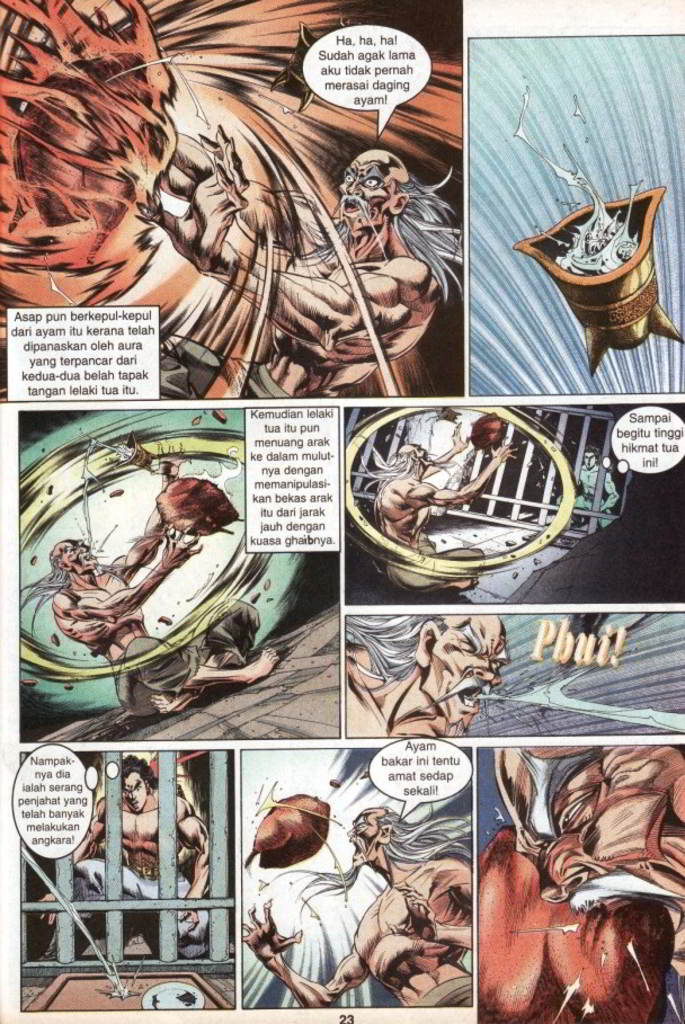 Ha, ha, ha!
Sudah agak lama
aku tidak pernah
merasai daging
ayam!
Asap pun berkepul-kepul
dari ayam itu kerana telah
dipanaskan oleh aura
yang terpancar dari
kedua-dua belah tapak
tangan lelaki tua itu.
Kemudian lelaki
tua itu pun
menuang arak
ke dalam mulut-
nya dengan
memanipulasi-
kan bekas arak
itu dari jarak
jauh dengan
kuasa ghaibnya.
Sampai
begitu tinggi
hikmat tua
ini!
Phui!
Nampak-
nya dia
ialah serang
penjahat yang
telah banyak
melakukan
angkara!
Ayam
bakar ini tentu
amat sedap
sekali!
23